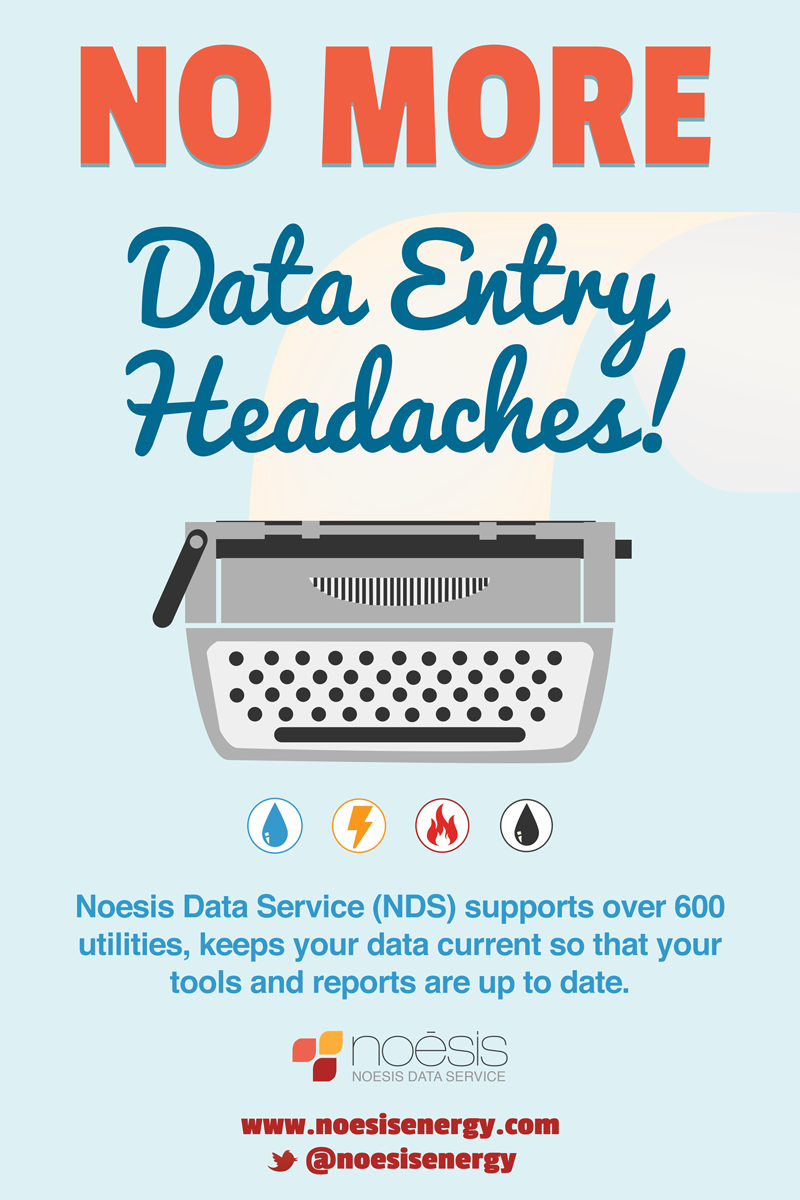 NO MORE
Data Entry
Headaches!
Noesis Data Service (NDS) supports over 600
utilities, keeps your data current so that your
tools and reports are up to date.
noēsis
NOESIS DATA SERVICE
www.noesisenergy.com
@noesisenergy